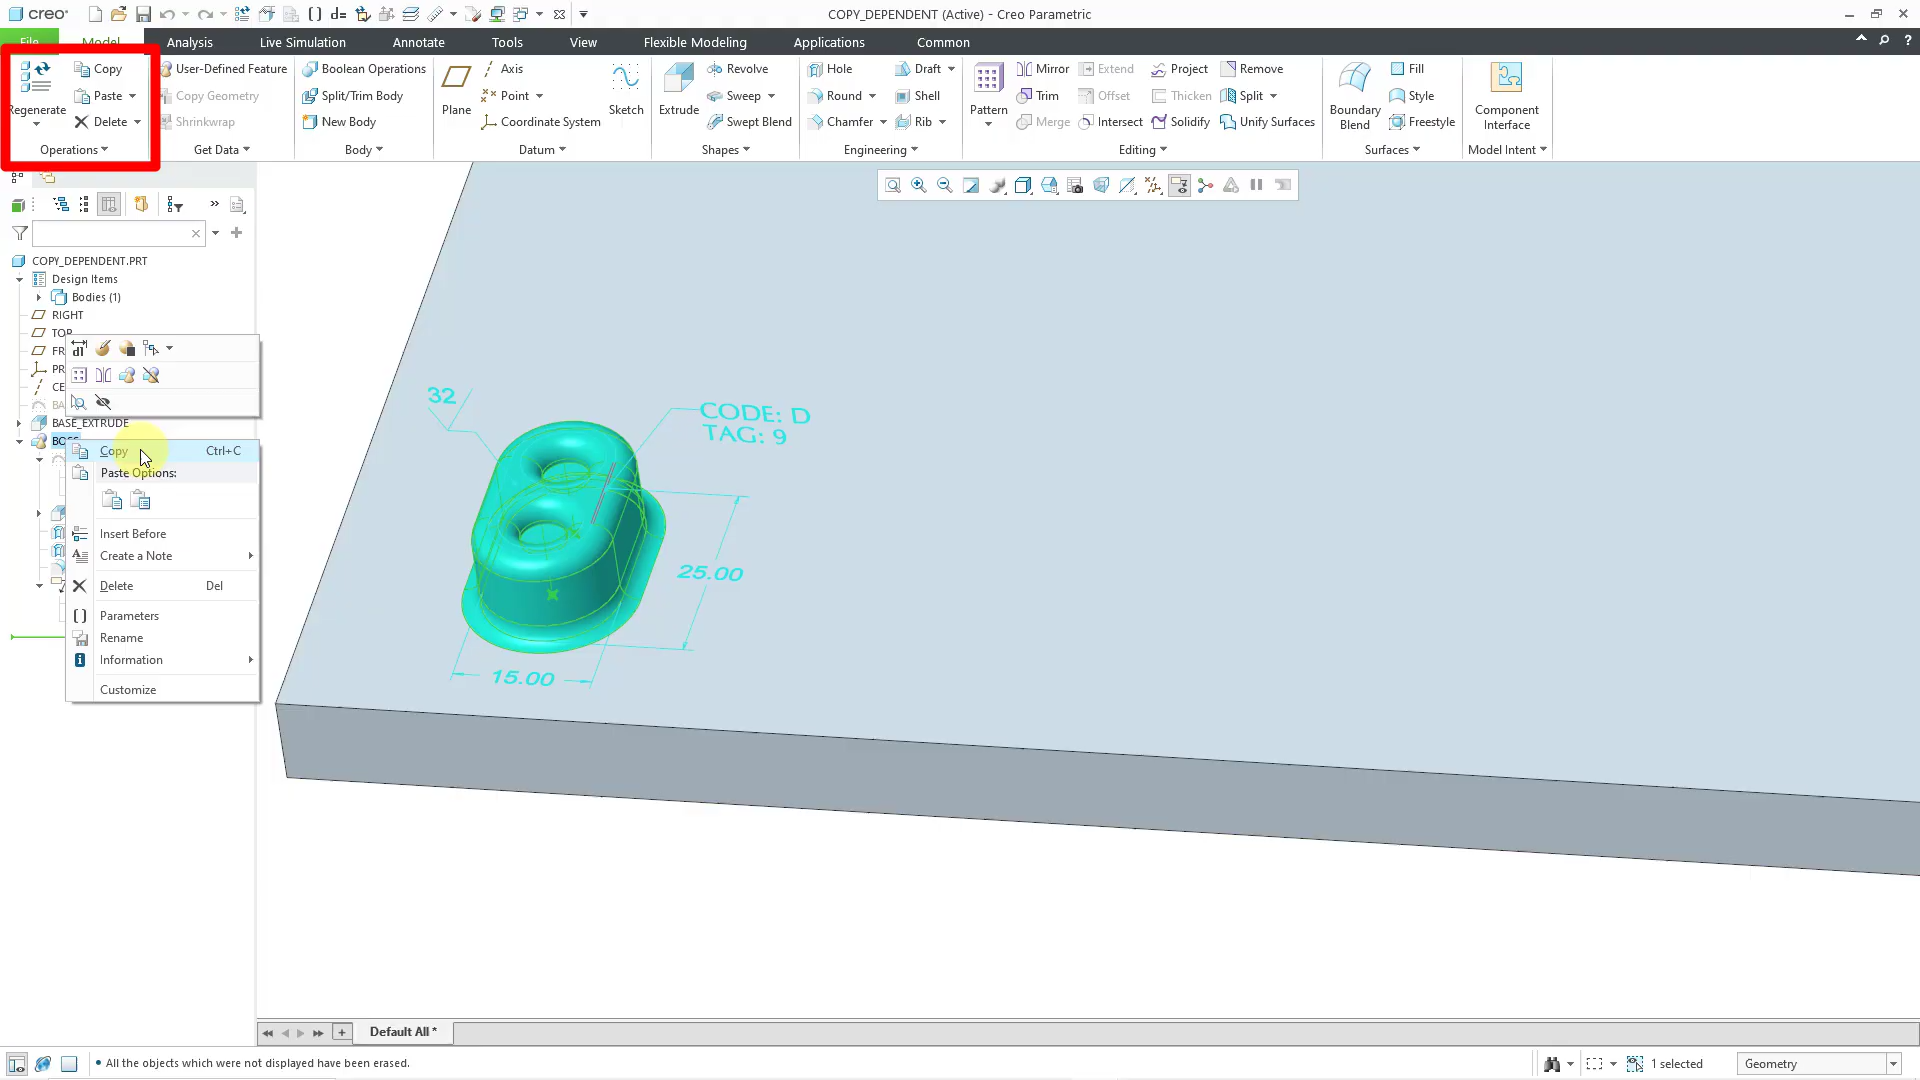 creo
COPY_DEPENDENT (Active) - Creo Parametric
File
Model
Analysis
Live Simulation
Annotate
Tools
View
Flexible Modeling
Applications
Common
Regenerate
Copy
Paste
Delete
Operations
User-Defined Feature
Copy Geometry
Shrinkwrap
Get Data
Boolean Operations
Split/Trim Body
New Body
Body
Plane
Axis
Point
Coordinate System
Sketch
Datum
Extrude
Revolve
Sweep
Swept Blend
Shapes
Hole
Round
Chamfer
Draft
Shell
Rib
Engineering
Pattern
Mirror
Trim
Merge
Extend
Offset
Intersect
Project
Thicken
Solidify
Remove
Split
Unify Surfaces
Editing
Boundary
Blend
Fill
Style
Freestyle
Surfaces
Component
Interface
Model Intent
COPY_DEPENDENT.PRT
Design Items
Bodies (1)
RIGHT
TOP
FR
PR
CE
BA
BASE_EXTRUDE
BOSS
Copy Ctrl+C
Paste Options:
Insert Before
Create a Note
Delete Del
Parameters
Rename
Information
Customize
32
CODE: D
TAG: 9
25.00
15.00
Default All *
• All the objects which were not displayed have been erased.
1 selected
Geometry